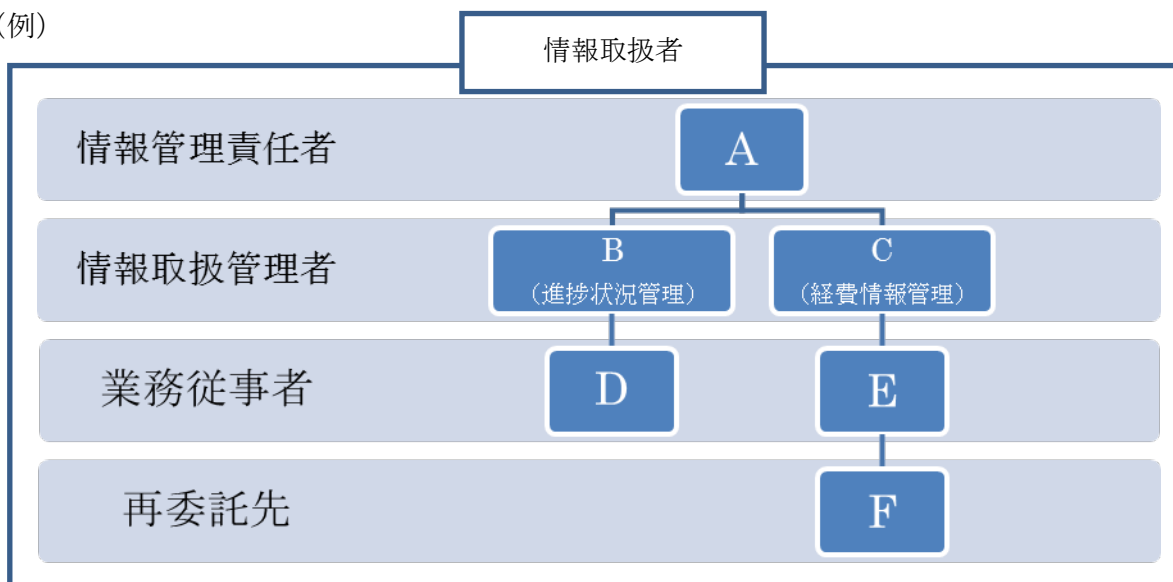 (例)
情報取扱者
情報管理責任者
A
情報取扱管理者
B
(進捗状況管理)
C
(経費情報管理)
業務従事者
D
E
再委託先
F